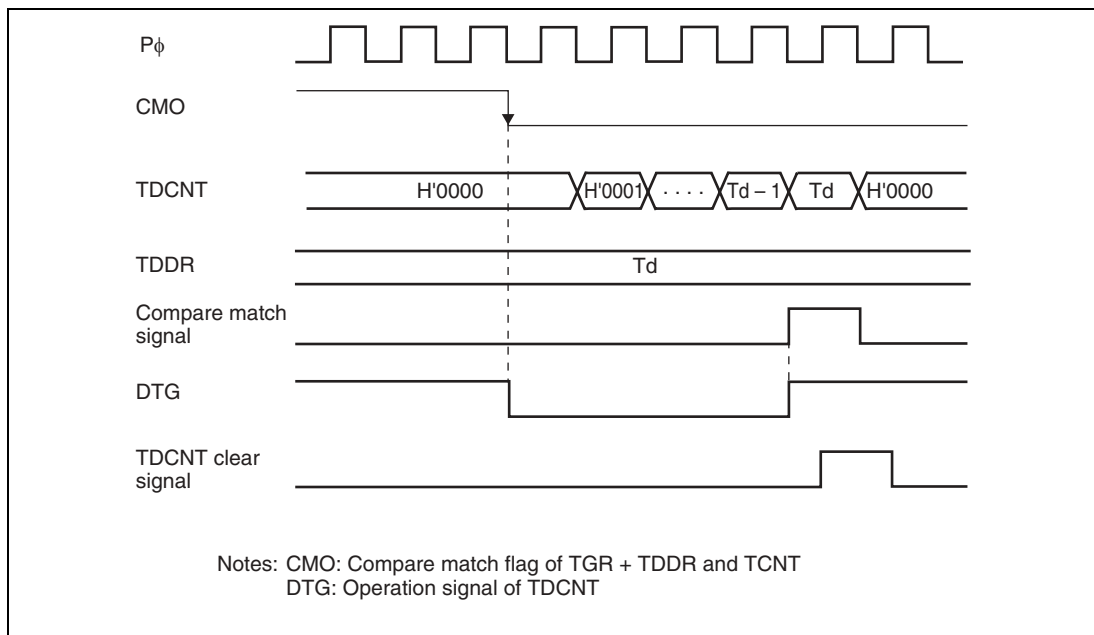 Pϕ
CMO
TDCNT
H'0000
H'0001
· · · ·
Td – 1
Td
H'0000
TDDR
Td
Compare match
signal
DTG
TDCNT clear
signal
Notes: CMO: Compare match flag of TGR + TDDR and TCNT
DTG: Operation signal of TDCNT